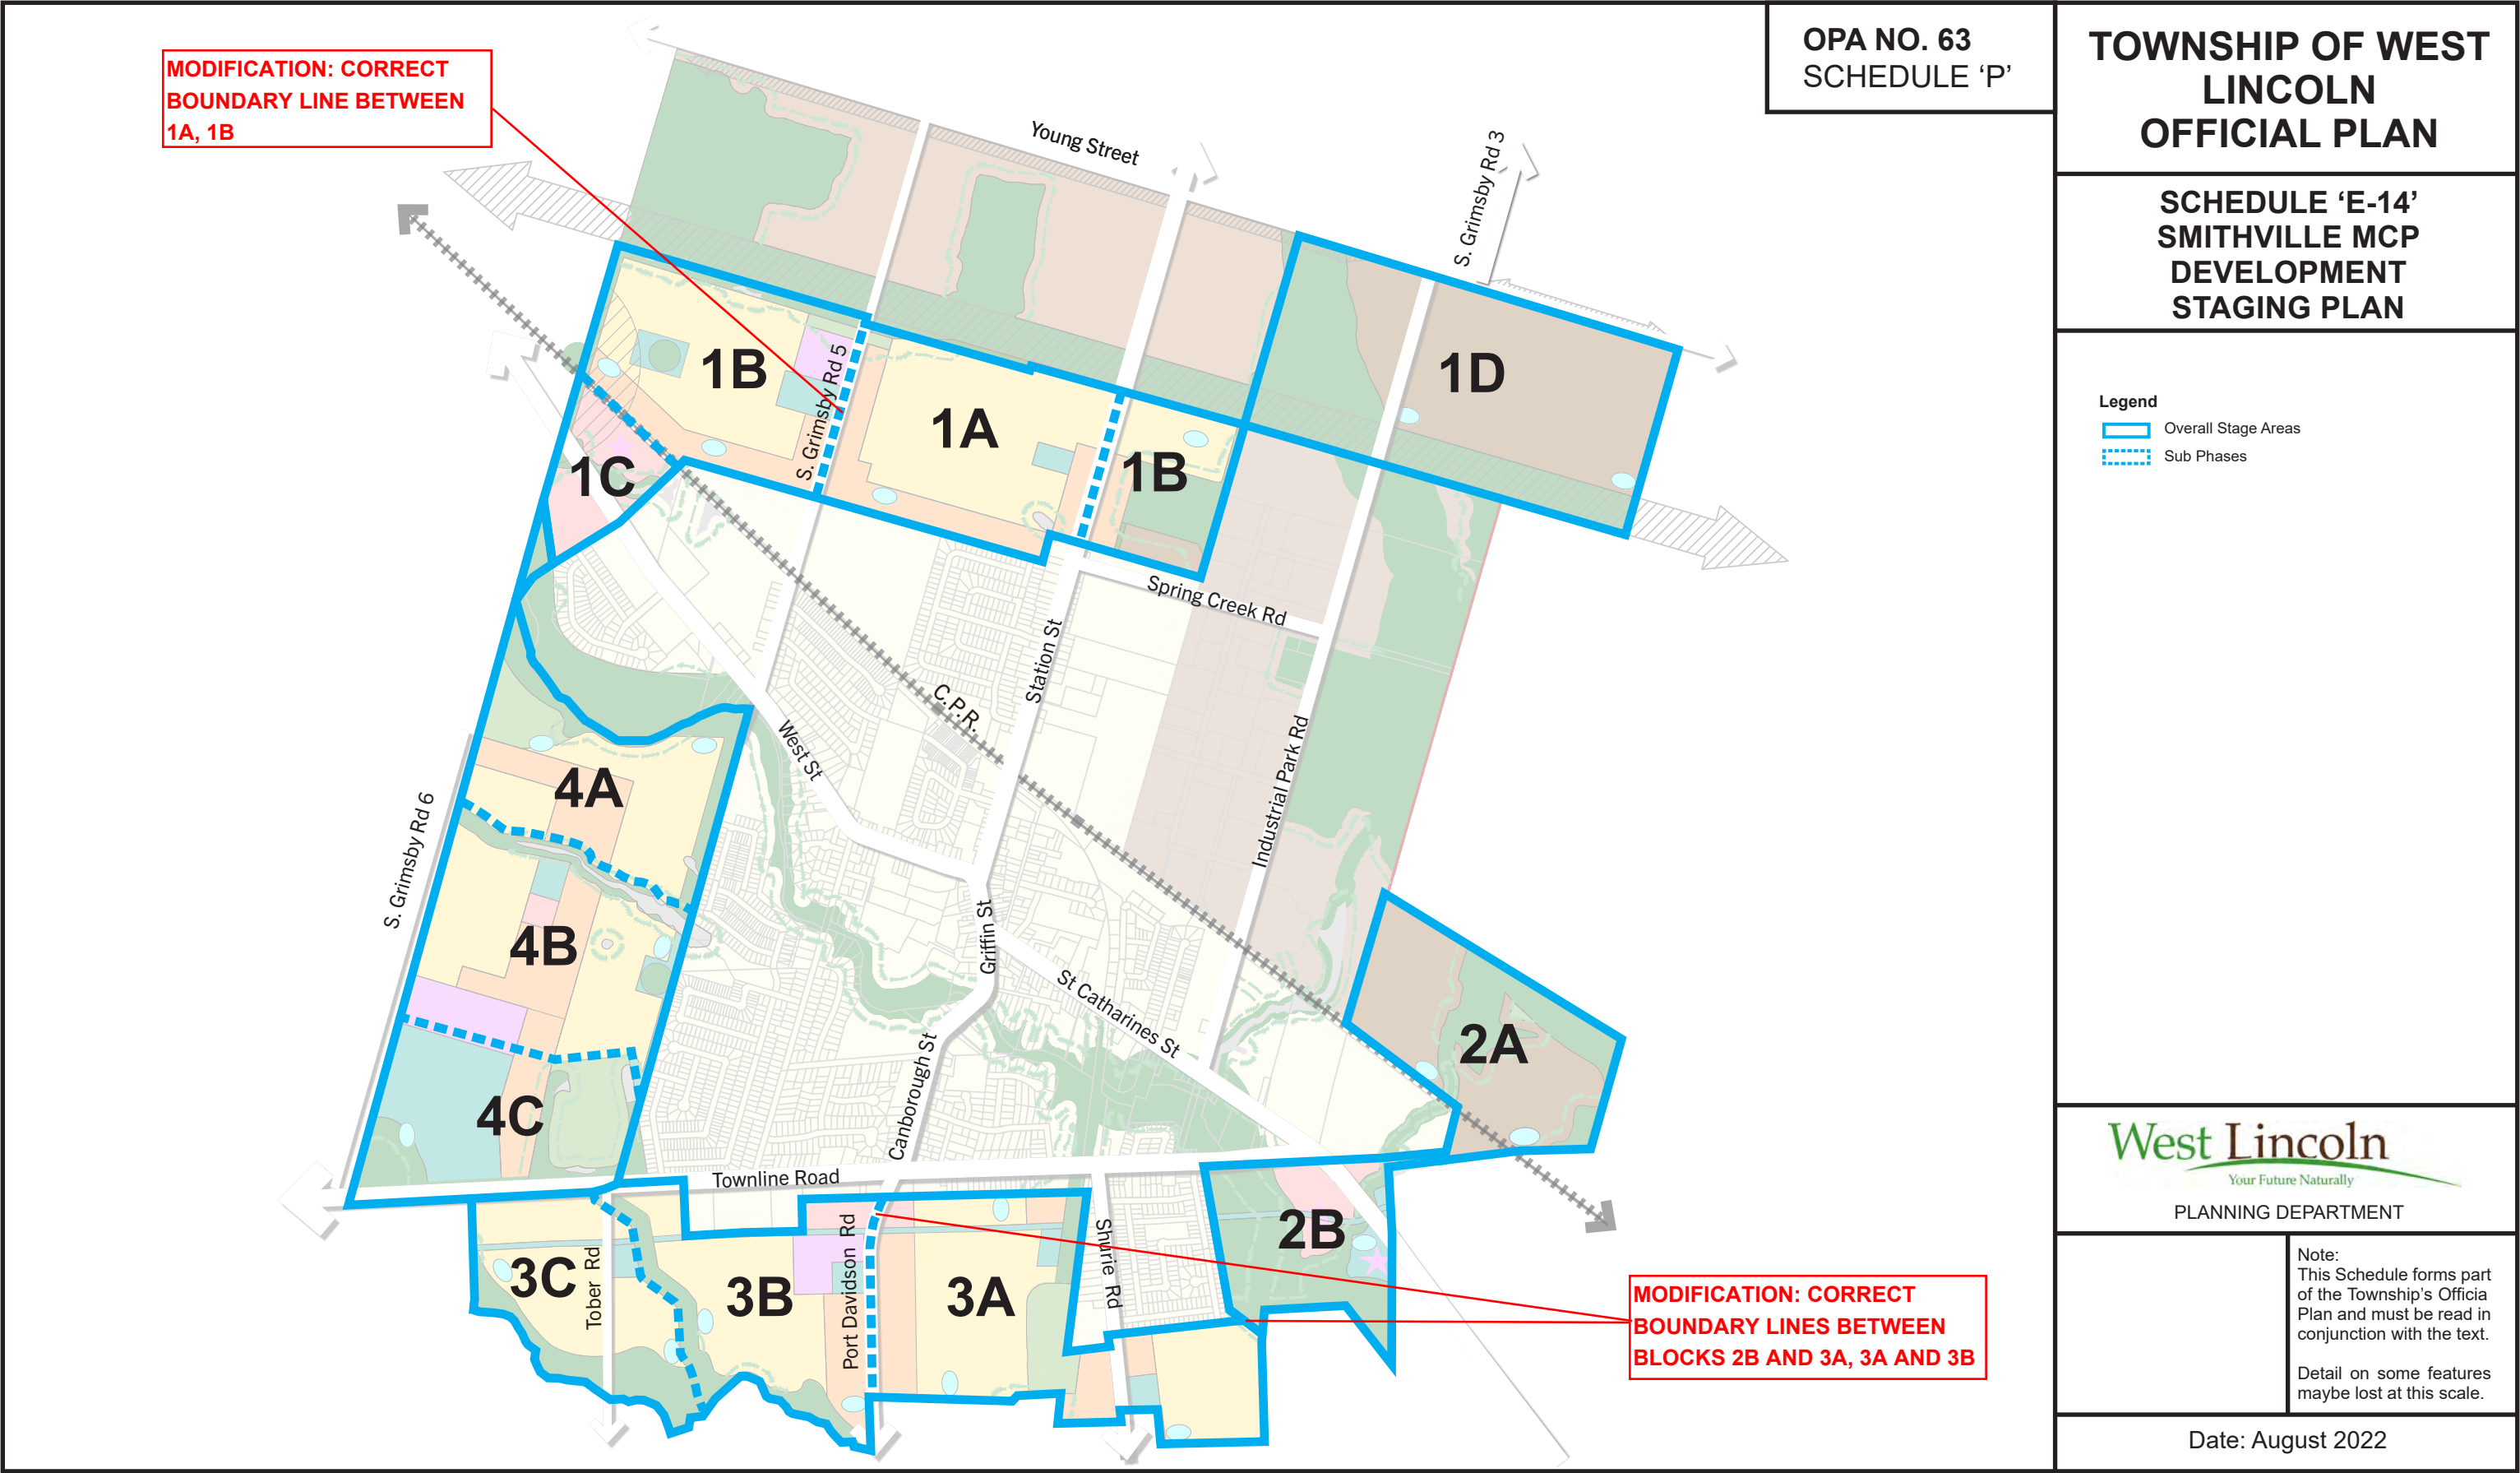 OPA NO. 63
SCHEDULE ‘P’
TOWNSHIP OF WEST
LINCOLN
OFFICIAL PLAN
SCHEDULE ‘E-14’
SMITHVILLE MCP
DEVELOPMENT
STAGING PLAN
Legend
Overall Stage Areas
Sub Phases
MODIFICATION: CORRECT
BOUNDARY LINE BETWEEN
1A, 1B
Young Street
S. Grimsby Rd 3
1B
S. Grimsby Rd 5
1A
1B
1D
1C
Spring Creek Rd
Station St
C.P.R.
West St
Industrial Park Rd
S. Grimsby Rd 6
4A
4B
4C
Griffin St
St Catharines St
Canborough St
2A
Townline Road
2B
3C
Tober Rd
3B
Port Davidson Rd
3A
Shurie Rd
MODIFICATION: CORRECT
BOUNDARY LINES BETWEEN
BLOCKS 2B AND 3A, 3A AND 3B
West Lincoln
Your Future Naturally
PLANNING DEPARTMENT
Note:
This Schedule forms part
of the Township’s Officia
Plan and must be read in
conjunction with the text.
Detail on some features
maybe lost at this scale.
Date: August 2022